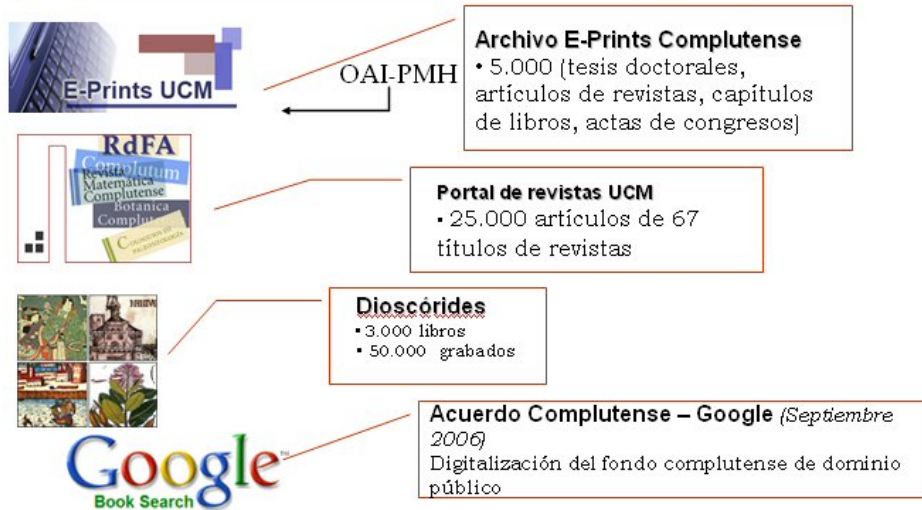 E-Prints UCM
OAI-PMH
Archivo E-Prints Complutense
• 5.000 (tesis doctorales,
artículos de revistas, capítulos
de libros, actas de congresos)
RdFA
Complutum
Revista
Matemática
Complutense
Botanica
Complut
Portal de revistas UCM
• 25.000 artículos de 67
títulos de revistas
Dioscórides
• 3.000 libros
• 50.000 grabados
Google™
Book Search
Acuerdo Complutense – Google (Septiembre
2006)
Digitalización del fondo complutense de dominio
público